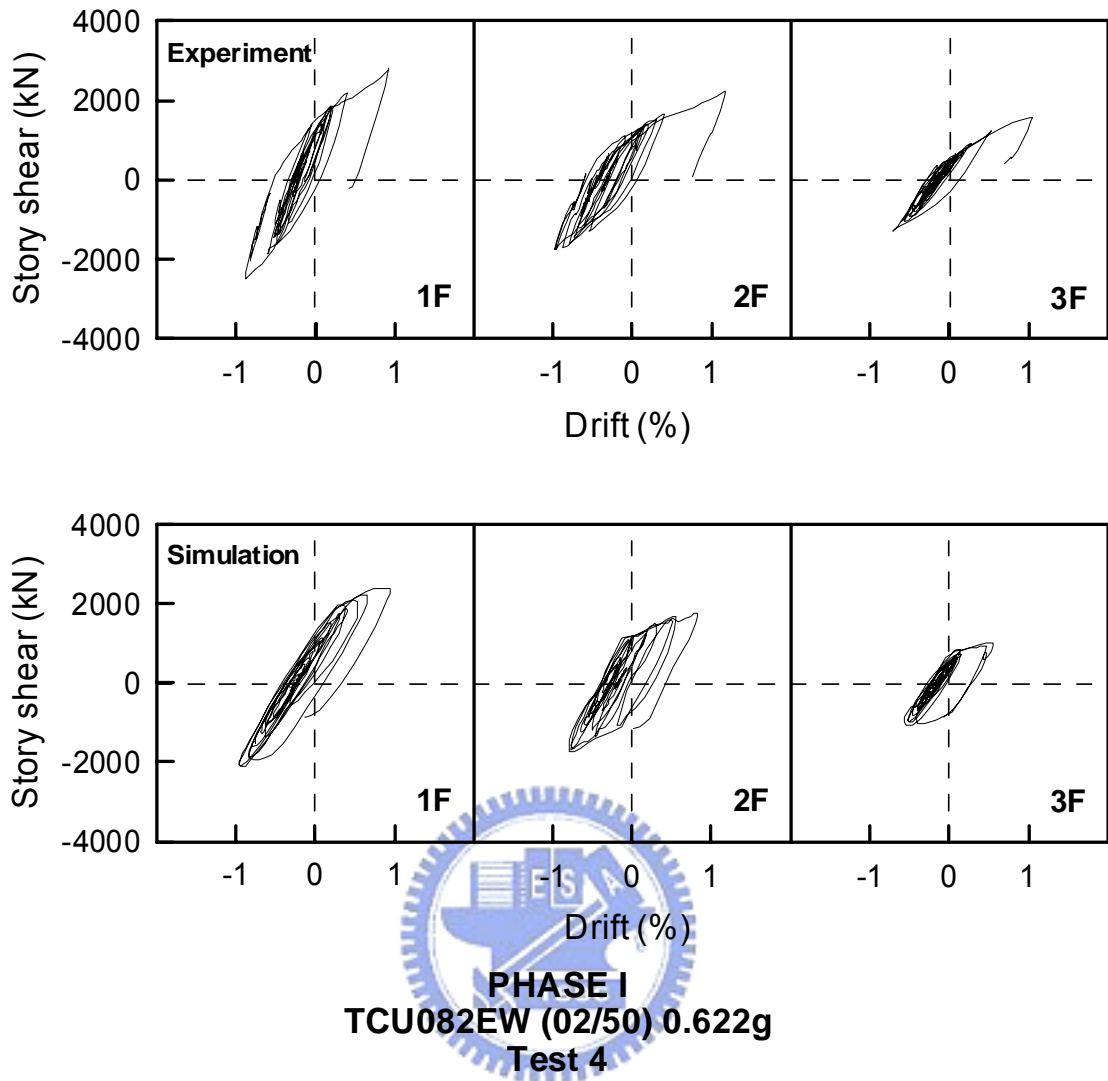 4000
2000
0
-2000
-4000
Story shear (kN)
Experiment
1F
2F
3F
-1 0 1 -1 0 1 -1 0 1
Drift (%)
4000
2000
0
-2000
-4000
Story shear (kN)
Simulation
1F
2F
3F
-1 0 1 -1 0 1 -1 0 1
E S A
Drift (%)
PHASE I
TCU082EW (02/50) 0.622g
Test 4